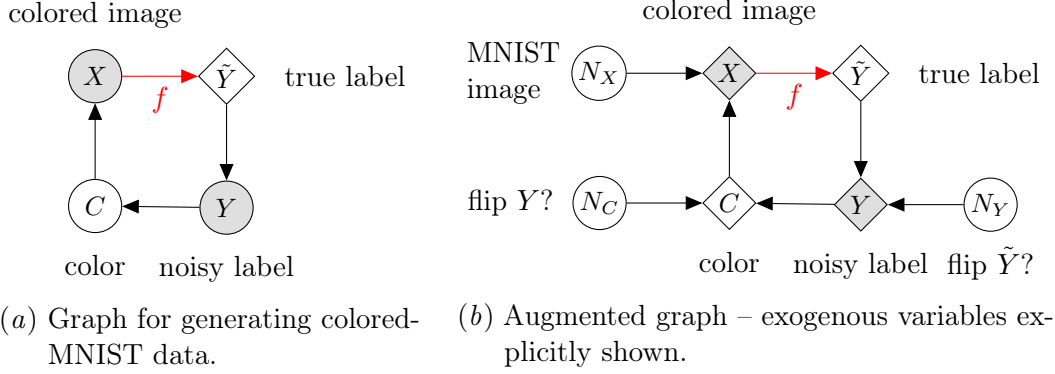 colored image
X
Ỹ
true label
f
C
Y
color
noisy label
(a) Graph for generating colored-
MNIST data.
colored image
MNIST
image
N_X
X
Ỹ
true label
f
flip Y?
N_C
C
Y
N_Y
color
noisy label
flip Ỹ?
(b) Augmented graph – exogenous variables ex-
plicitly shown.